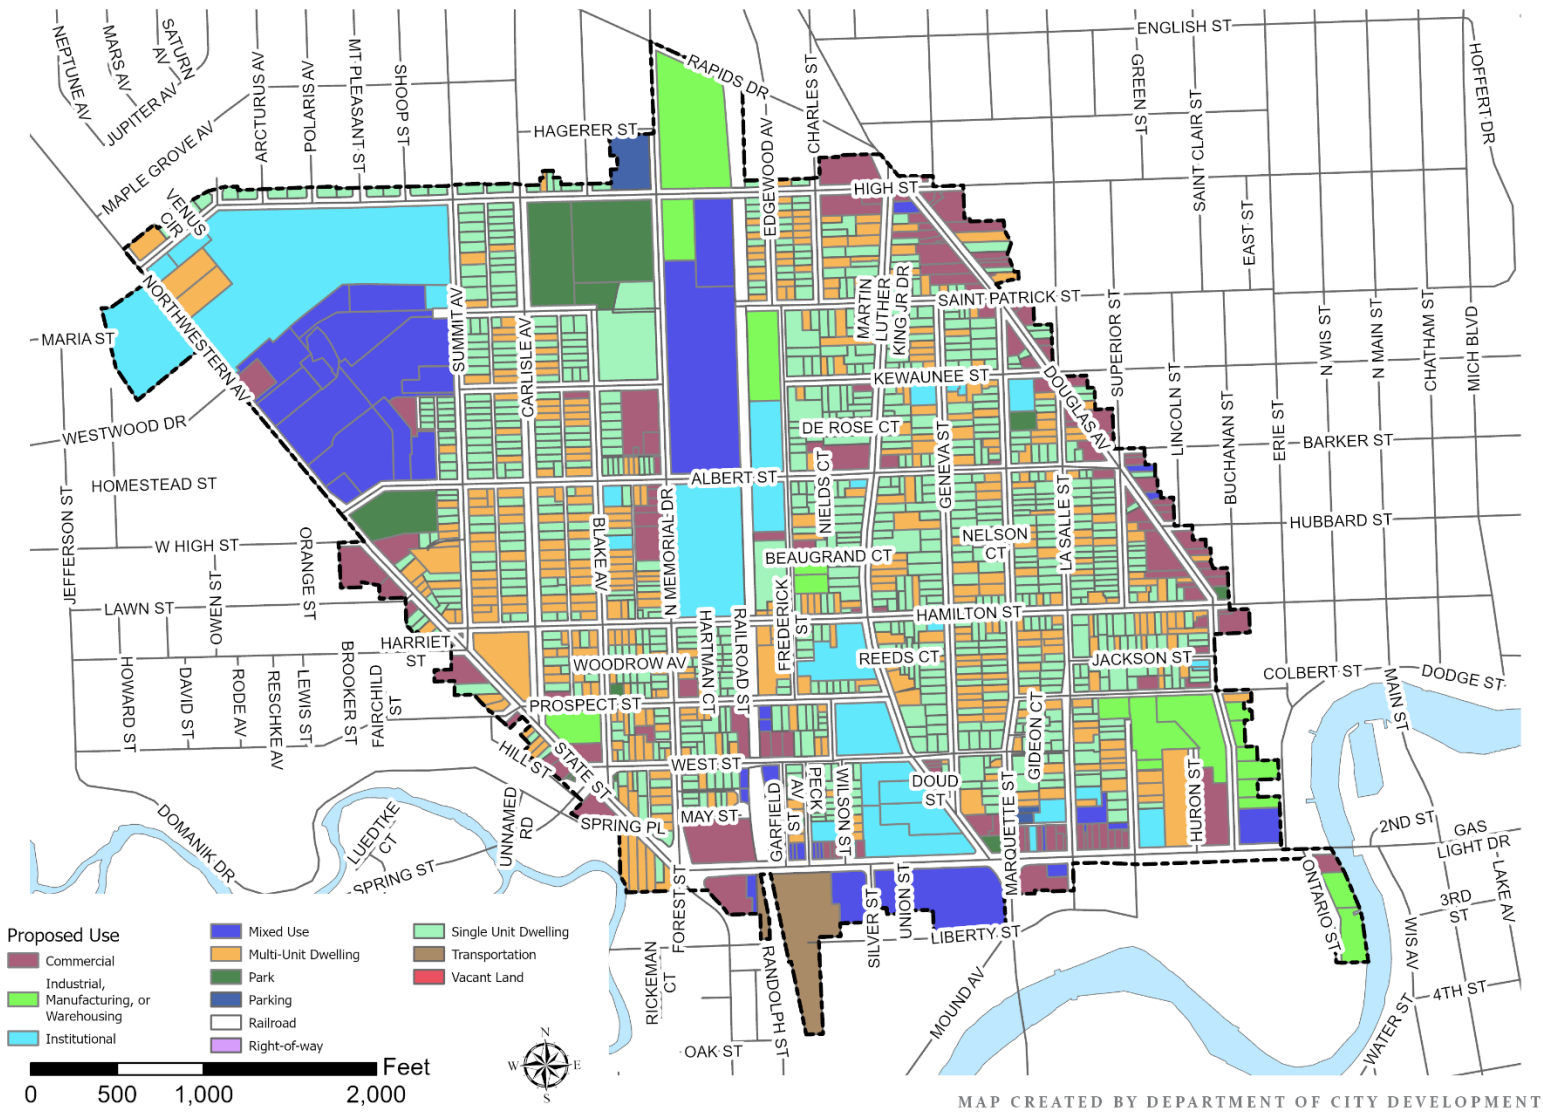 ENGLISH ST
NEPTUNE AV
MARS AV
SATURN
AV
JUPITER AV
MAPLE GROVE AV
ARCTURUS AV
POLARIS AV
MT PLEASANT ST
SHOOP ST
HAGERER ST
RAPIDS DR
EDGEWOOD AV
CHARLES ST
GREEN ST
SAINT CLAIR ST
EAST ST
HOFFERT DR
VENUS
CIR
HIGH ST
NORTHWESTERN AV
MARIA ST
SUMMIT AV
CARLISLE AV
MARTIN
LUTHER
KING JR DR
SAINT PATRICK ST
SUPERIOR ST
N WIS ST
N MAIN ST
CHATHAM ST
MICH BLVD
KEWAUNEE ST
DOUGLAS AV
LINCOLN ST
BUCHANAN ST
ERIE ST
WESTWOOD DR
DE ROSE CT
GENEVA ST
BARKER ST
HOMESTEAD ST
ALBERT ST
NIELDS CT
LA SALLE ST
JEFFERSON ST
W HIGH ST
ORANGE ST
BLAKE AV
N MEMORIAL DR
BEAUGRAND CT
NELSON
CT
HUBBARD ST
LAWN ST
OWEN ST
HAMILTON ST
HARRIET
ST
HARTMAN CT
RAILROAD ST
FREDERICK
ST
REEDS CT
JACKSON ST
WOODROW AV
HOWARD ST
DAVID ST
RODE AV
RESCHKE AV
LEWIS ST
BROOKER ST
FAIRCHILD
ST
PROSPECT ST
COLBERT ST
MAIN ST
DODGE ST
HILL ST
STATE ST
WEST ST
GIDEON CT
DOUD
ST
HURON ST
DOMANIK DR
LUEDTKE
CT
UNNAMED
RD
SPRING PL
MAY ST
GARFIELD
ST
PECK
AV
WILSON ST
MARQUETTE ST
2ND ST
GAS
LIGHT DR
SPRING ST
FOREST ST
SILVER ST
UNION ST
LIBERTY ST
ONTARIO ST
3RD
ST
LAKE AV
WIS AV
RICKEMAN
CT
RANDOLPH ST
MOUND AV
4TH ST
WATER ST
OAK ST
Proposed Use
Commercial
Industrial,
Manufacturing, or
Warehousing
Institutional
Mixed Use
Multi-Unit Dwelling
Park
Parking
Railroad
Right-of-way
Single Unit Dwelling
Transportation
Vacant Land
Feet
0 500 1,000 2,000
N
W E
S
MAP CREATED BY DEPARTMENT OF CITY DEVELOPMENT